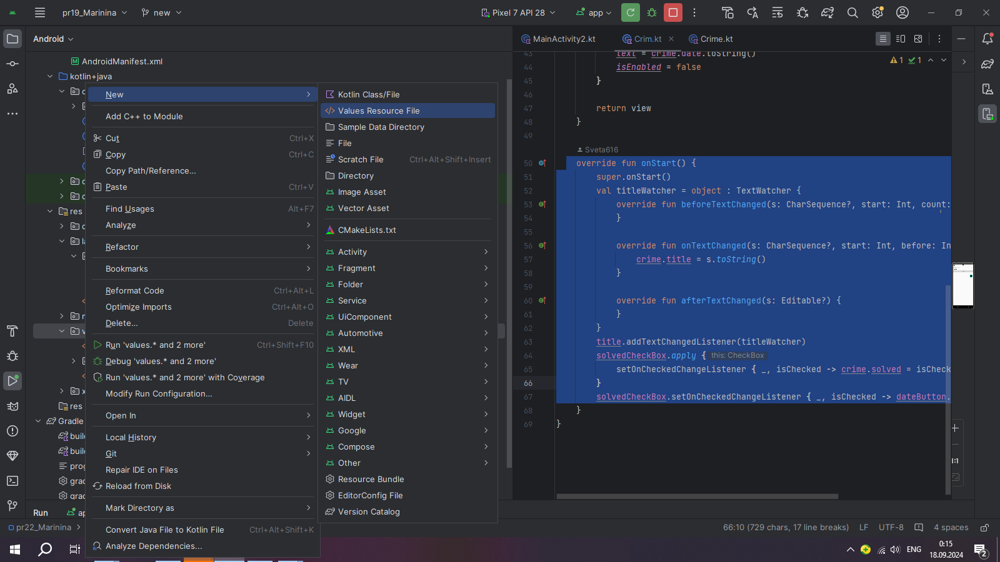 pr19_Marinina
new
Pixel 7 API 28
app
Android
MainActivity2.kt
Crim.kt
Crime.kt
AndroidManifest.xml
kotlin+java
res
res
Gradle
Run
pr22_Marinina
New
Add C++ to Module
Cut Ctrl+X
Copy Ctrl+C
Copy Path/Reference...
Paste Ctrl+V
Find Usages Alt+F7
Analyze
Refactor
Bookmarks
Reformat Code Ctrl+Alt+L
Optimize Imports Ctrl+Alt+O
Delete... Delete
Run 'values.* and 2 more' Ctrl+Shift+F10
Debug 'values.* and 2 more'
Run 'values.* and 2 more' with Coverage
Modify Run Configuration...
Open In
Local History
Git
Repair IDE on Files
Reload from Disk
Mark Directory as
Convert Java File to Kotlin File Ctrl+Alt+Shift+K
Analyze Dependencies...
Kotlin Class/File
Values Resource File
Sample Data Directory
File
Scratch File Ctrl+Alt+Shift+Insert
Directory
Image Asset
Vector Asset
CMakeLists.txt
Activity
Fragment
Folder
Service
UiComponent
Automotive
XML
Wear
TV
AIDL
Widget
Google
Compose
Other
Resource Bundle
EditorConfig File
Version Catalog
1 1
43 text = crime.date.toString()
44 isEnabled = false
45 }
46
47 return view
48 }
49
Sveta616
50 override fun onStart() {
51 super.onStart()
52 val titleWatcher = object : TextWatcher {
53 override fun beforeTextChanged(s: CharSequence?, start: Int, count:
54 }
55
56 override fun onTextChanged(s: CharSequence?, start: Int, before: In
57 crime.title = s.toString()
58 }
59
60 override fun afterTextChanged(s: Editable?) {
61 }
62 }
63 title.addTextChangedListener(titleWatcher)
64 solvedCheckBox.apply { this: CheckBox
65 setOnCheckedChangeListener { _, isChecked -> crime.solved = isCheck
66 }
67 solvedCheckBox.setOnCheckedChangeListener { _, isChecked -> dateButton.
68 }
69 }
1:1
66:10 (729 chars, 17 line breaks) LF UTF-8 4 spaces
ENG
0:15
18.09.2024
2